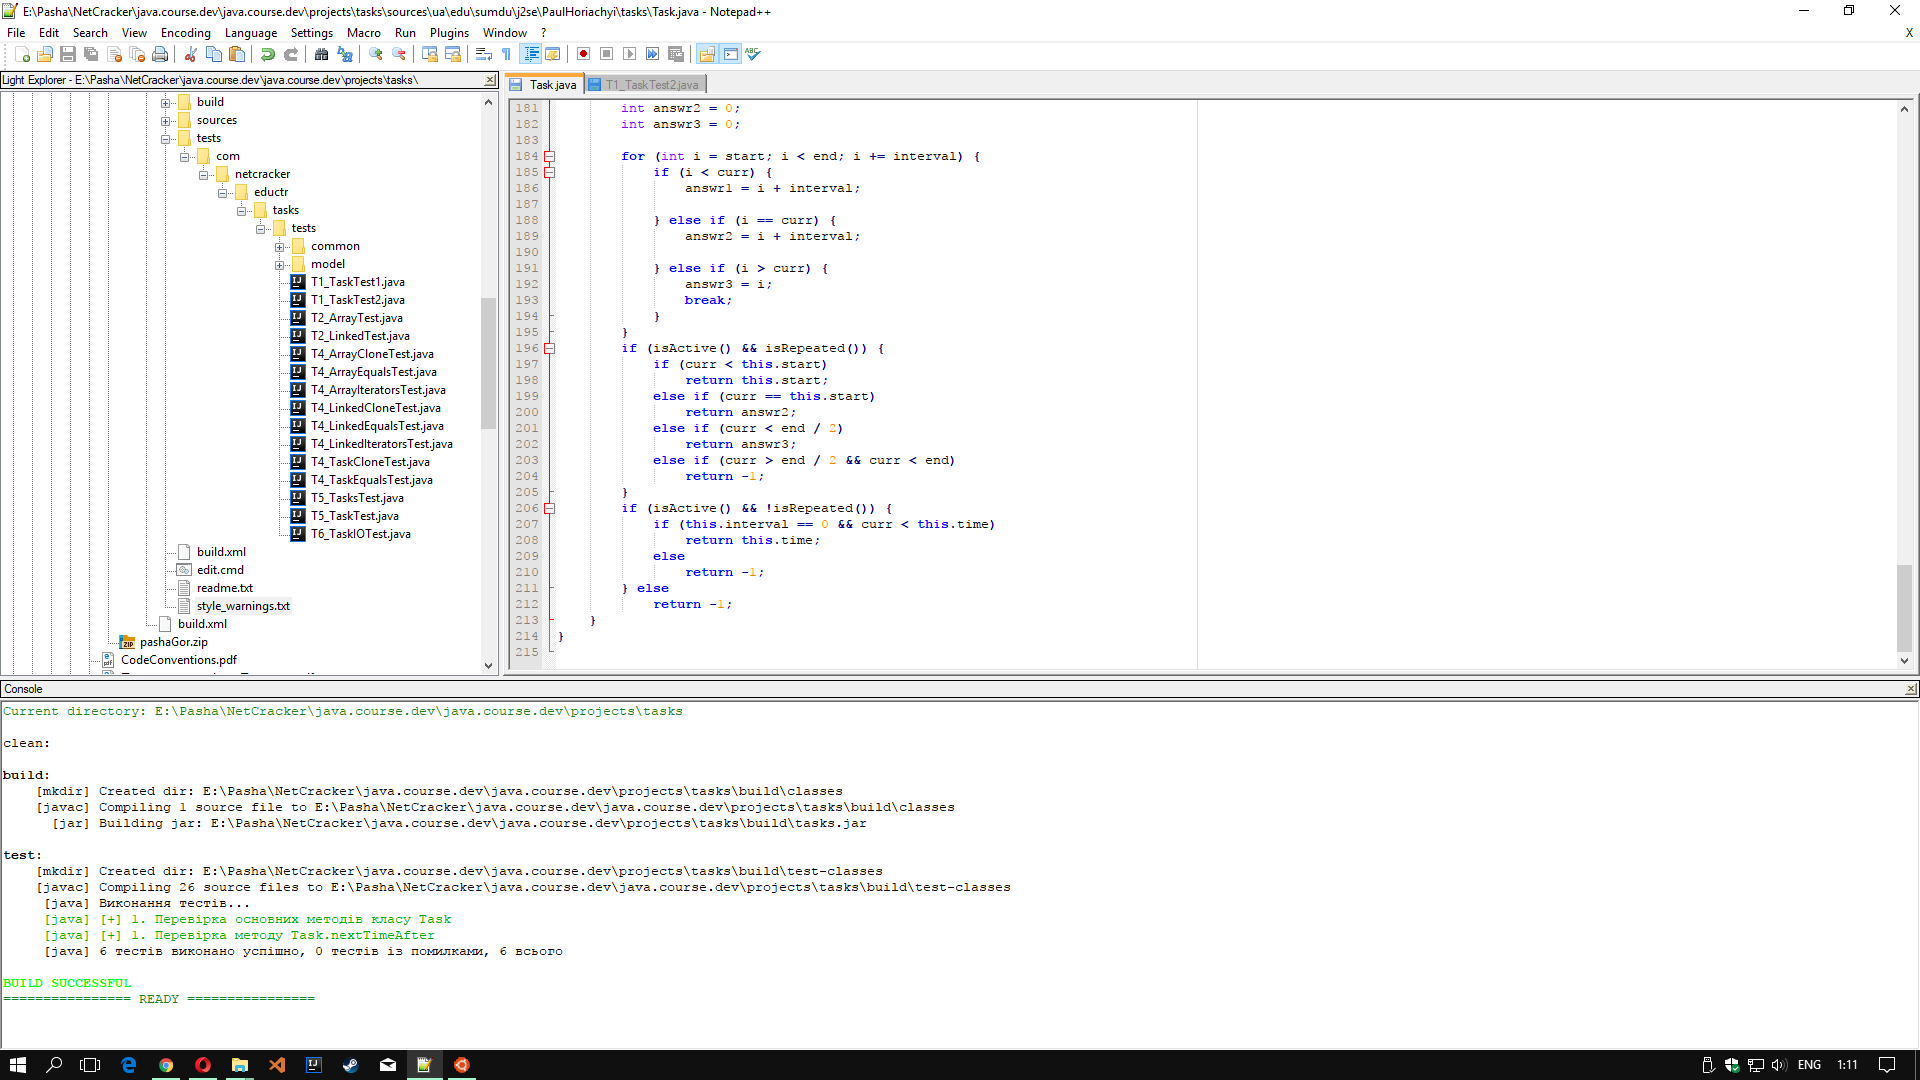 E:\Pasha\NetCracker\java.course.dev\java.course.dev\projects\tasks\sources\ua\edu\sumdu\j2se\PaulHoriachyi\tasks\Task.java - Notepad++
File Edit Search View Encoding Language Settings Macro Run Plugins Window ? X
Light Explorer - E:\Pasha\NetCracker\java.course.dev\java.course.dev\projects\tasks\
build
sources
tests
com
netcracker
eductr
tasks
tests
common
model
T1_TaskTest1.java
T1_TaskTest2.java
T2_ArrayTest.java
T2_LinkedTest.java
T4_ArrayCloneTest.java
T4_ArrayEqualsTest.java
T4_ArrayIteratorsTest.java
T4_LinkedCloneTest.java
T4_LinkedEqualsTest.java
T4_LinkedIteratorsTest.java
T4_TaskCloneTest.java
T4_TaskEqualsTest.java
T5_TasksTest.java
T5_TaskTest.java
T6_TaskIOTest.java
build.xml
edit.cmd
readme.txt
style_warnings.txt
build.xml
pashaGor.zip
CodeConventions.pdf
Task.java T1_TaskTest2.java
181 int answr2 = 0;
182 int answr3 = 0;
183
184 for (int i = start; i < end; i += interval) {
185 if (i < curr) {
186 answr1 = i + interval;
187
188 } else if (i == curr) {
189 answr2 = i + interval;
190
191 } else if (i > curr) {
192 answr3 = i;
193 break;
194 }
195 }
196 if (isActive() && isRepeated()) {
197 if (curr < this.start)
198 return this.start;
199 else if (curr == this.start)
200 return answr2;
201 else if (curr < end / 2)
202 return answr3;
203 else if (curr > end / 2 && curr < end)
204 return -1;
205 }
206 if (isActive() && !isRepeated()) {
207 if (this.interval == 0 && curr < this.time)
208 return this.time;
209 else
210 return -1;
211 } else
212 return -1;
213 }
214 }
215
Console
Current directory: E:\Pasha\NetCracker\java.course.dev\java.course.dev\projects\tasks
clean:
build:
[mkdir] Created dir: E:\Pasha\NetCracker\java.course.dev\java.course.dev\projects\tasks\build\classes
[javac] Compiling 1 source file to E:\Pasha\NetCracker\java.course.dev\java.course.dev\projects\tasks\build\classes
[jar] Building jar: E:\Pasha\NetCracker\java.course.dev\java.course.dev\projects\tasks\build\tasks.jar
test:
[mkdir] Created dir: E:\Pasha\NetCracker\java.course.dev\java.course.dev\projects\tasks\build\test-classes
[javac] Compiling 26 source files to E:\Pasha\NetCracker\java.course.dev\java.course.dev\projects\tasks\build\test-classes
[java] Виконання тестів...
[java] [+] 1. Перевірка основних методів класу Task
[java] [+] 1. Перевірка методу Task.nextTimeAfter
[java] 6 тестів виконано успішно, 0 тестів із помилками, 6 всього
BUILD SUCCESSFUL
================ READY ================
ENG 1:11